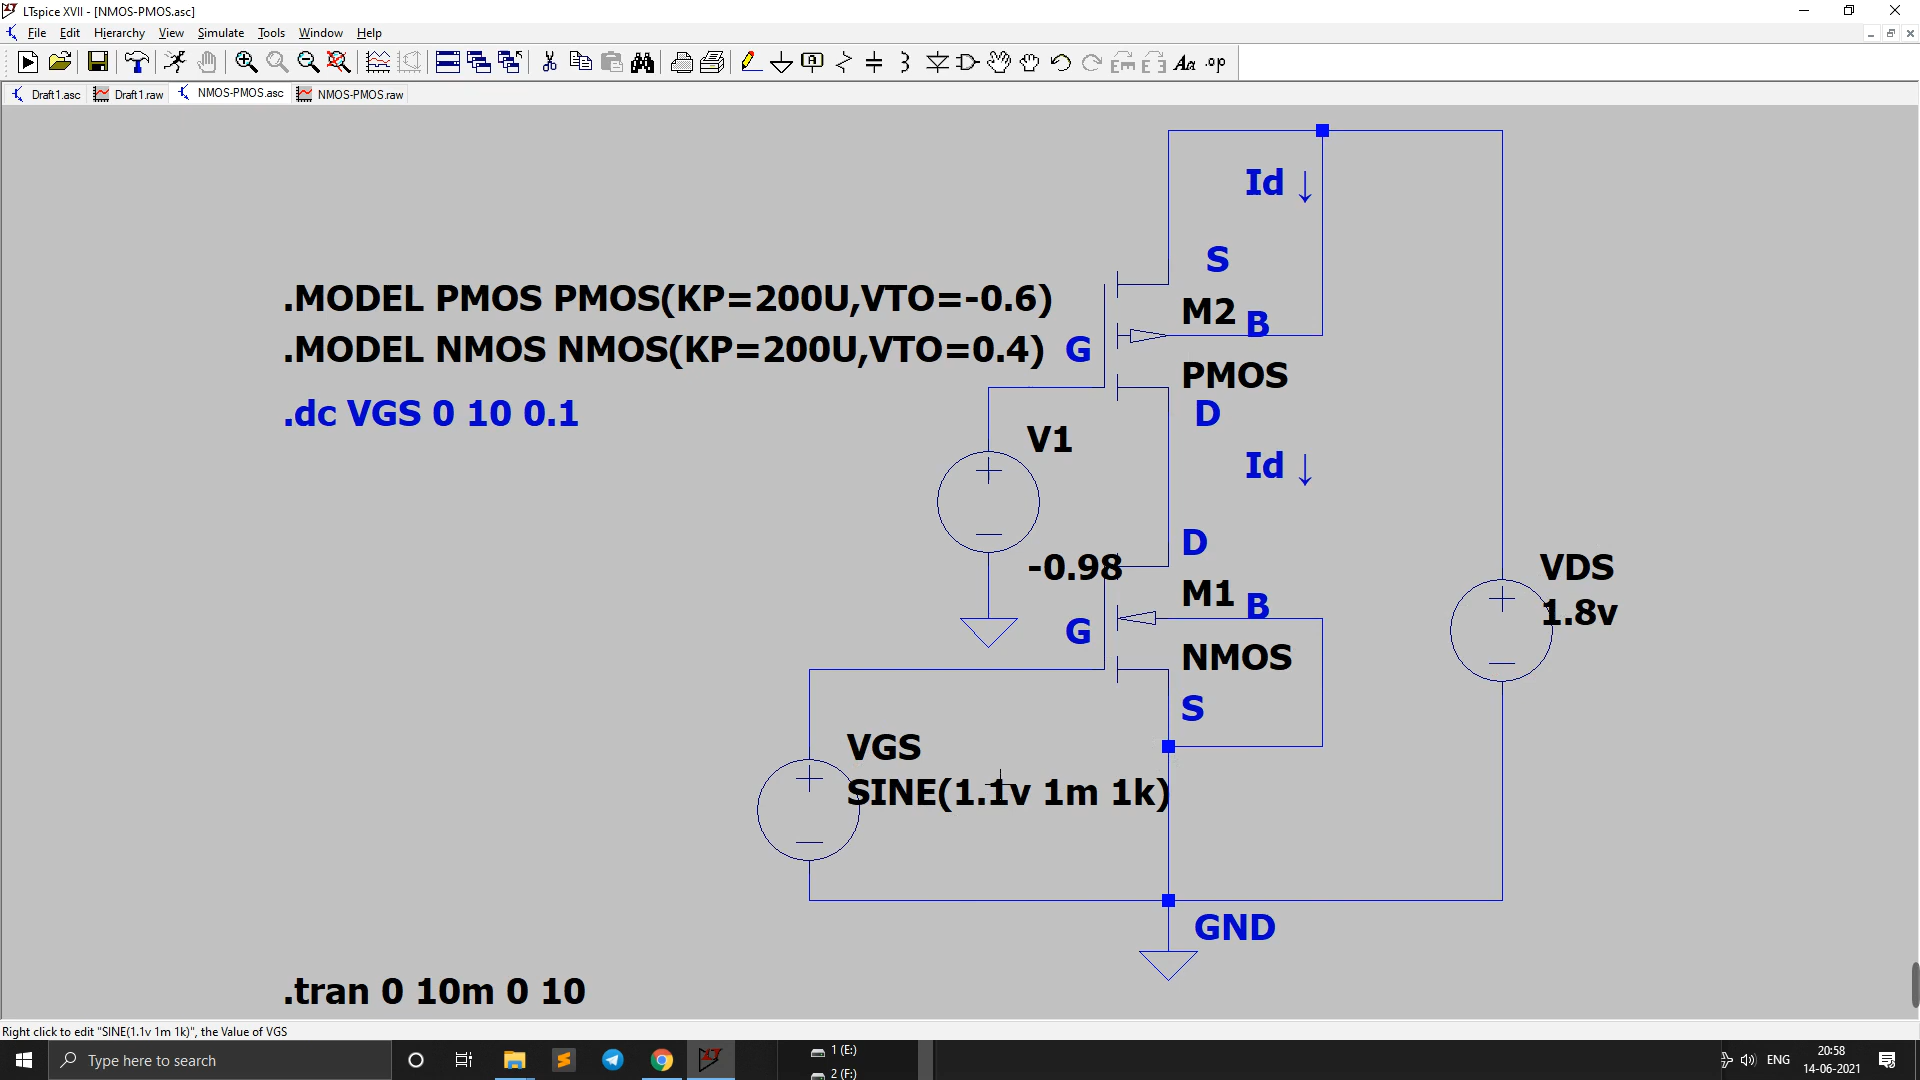 LTspice XVII - [NMOS-PMOS.asc]
File Edit Hierarchy View Simulate Tools Window Help
Aa .op
Draft1.asc Draft1.raw NMOS-PMOS.asc NMOS-PMOS.raw
Id ↓
S
.MODEL PMOS PMOS(KP=200U,VTO=-0.6)
M2 B
.MODEL NMOS NMOS(KP=200U,VTO=0.4)
G
PMOS
.dc VGS 0 10 0.1
D
V1
Id ↓
D
-0.98
VDS
M1 B
1.8v
G
NMOS
S
VGS
SINE(1.1v 1m 1k)
GND
.tran 0 10m 0 10
Right click to edit "SINE(1.1v 1m 1k)", the Value of VGS
Type here to search
1 (E:)
2 (F:)
ENG
20:58
14-06-2021